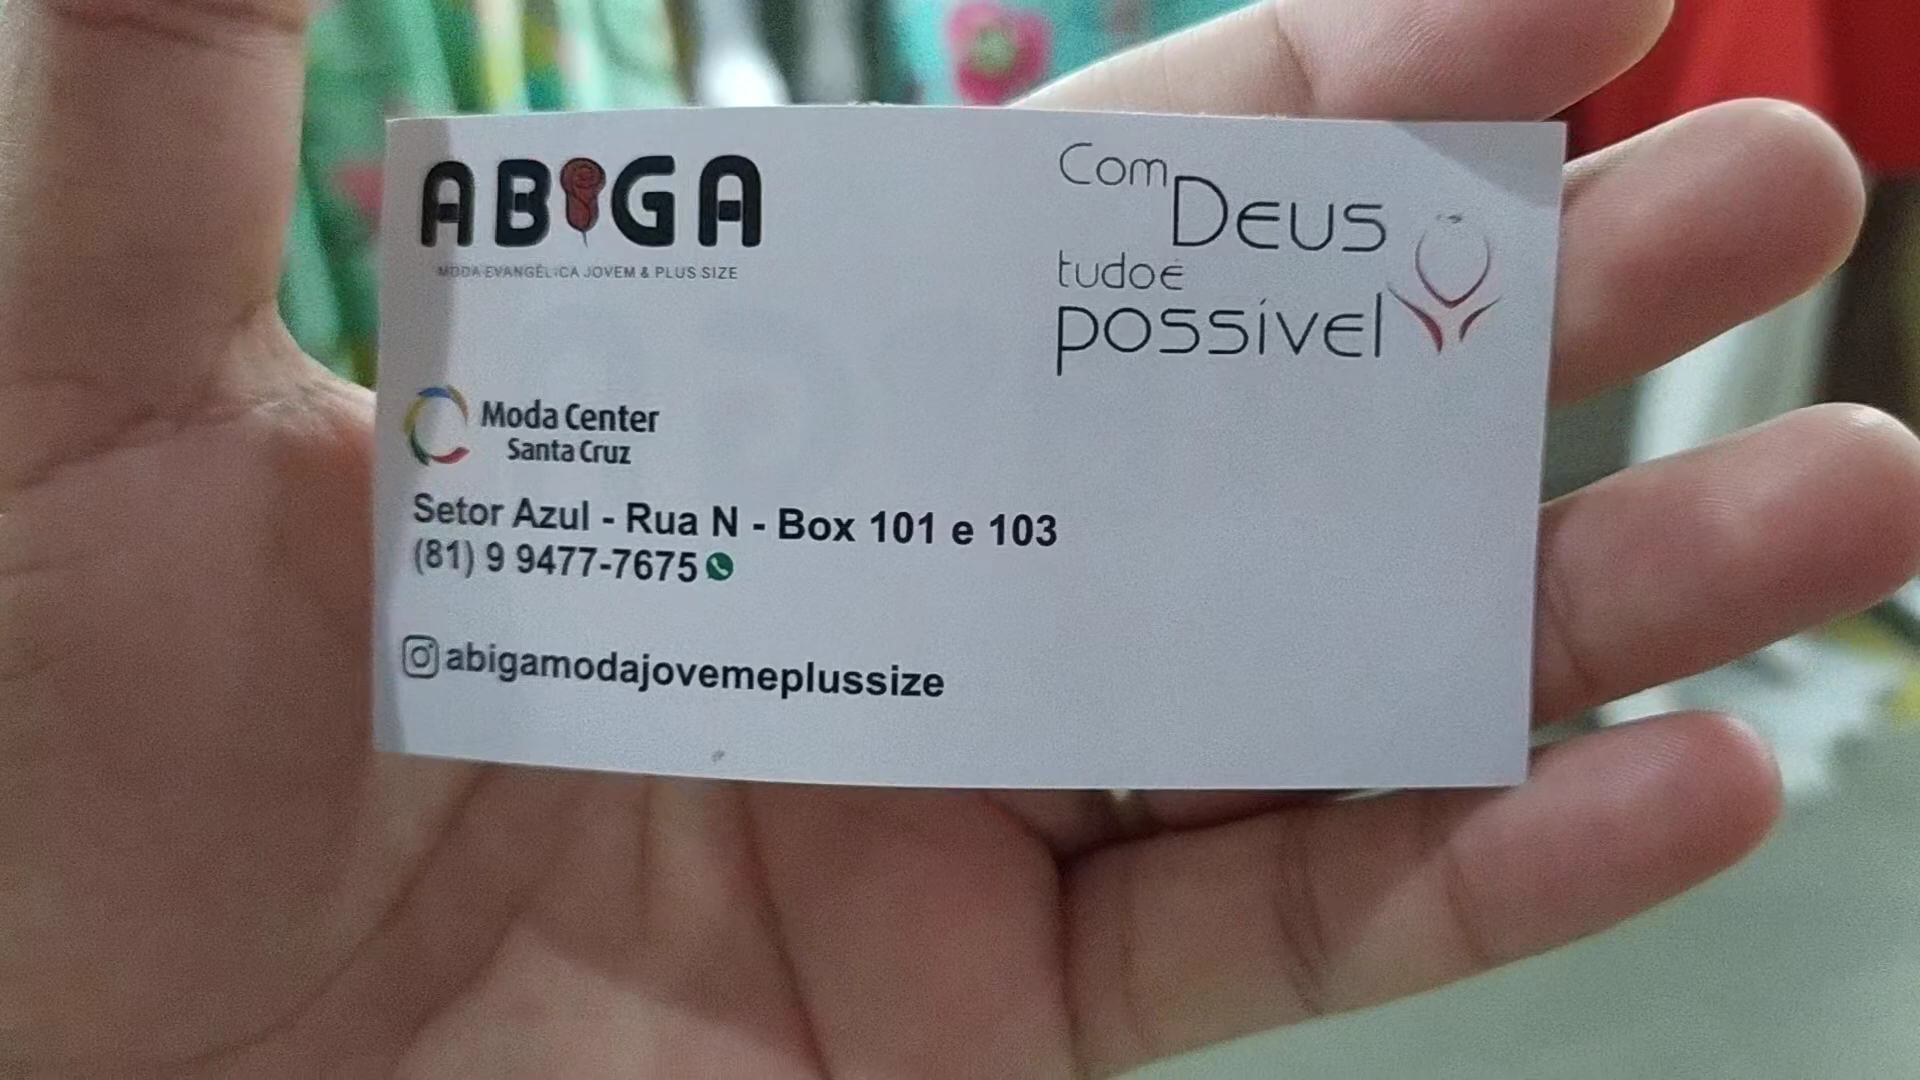 ABIGA
MODA EVANGÉLICA JOVEM & PLUS SIZE
Com
DEUS
tudoé
possível
Moda Center
Santa Cruz
Setor Azul - Rua N - Box 101 e 103
(81) 9 9477-7675
abigamodajovemeplussize